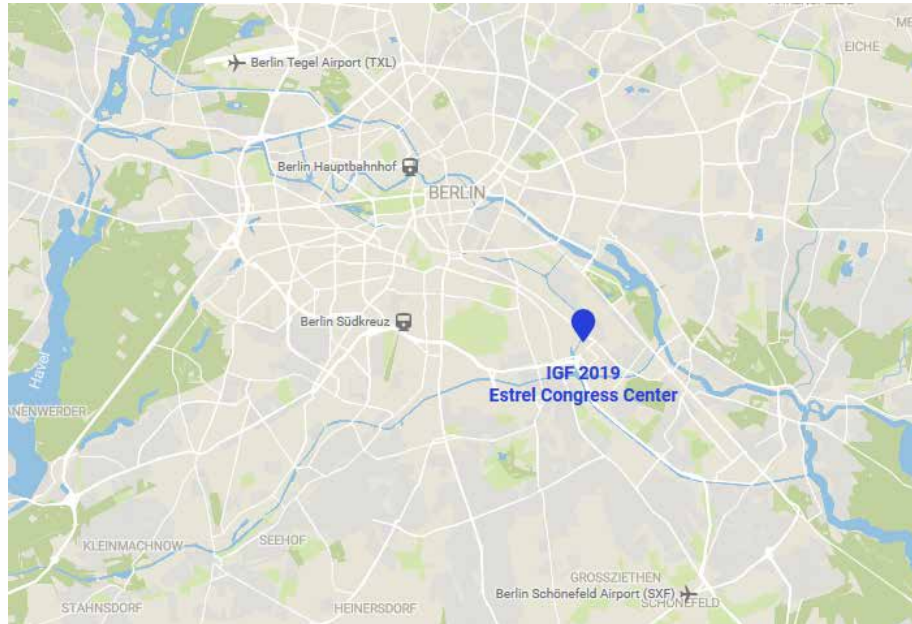 EICHE
Berlin Tegel Airport (TXL)
Berlin Hauptbahnhof
BERLIN
Berlin Südkreuz
Havel
IGF 2019
Estrel Congress Center
ANENWERDER
KLEINMACHNOW
SEEHOF
GROSSZIETHEN
Berlin Schönefeld Airport (SXF)
SCHÖNEFELD
STAHNSDORF
HEINERSDORF